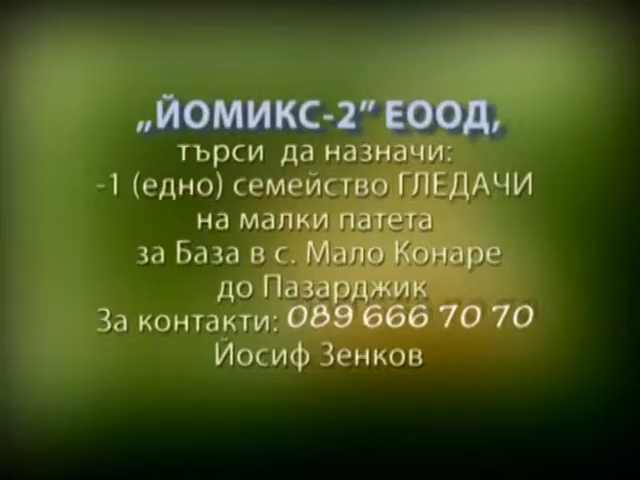 „ЙОМИКС-2” ЕООД,
търси да назначи:
-1 (едно) семейство ГЛЕДАЧИ
на малки патета
за База в с. Мало Конаре
до Пазарджик
За контакти: 089 666 70 70
Йосиф Зенков